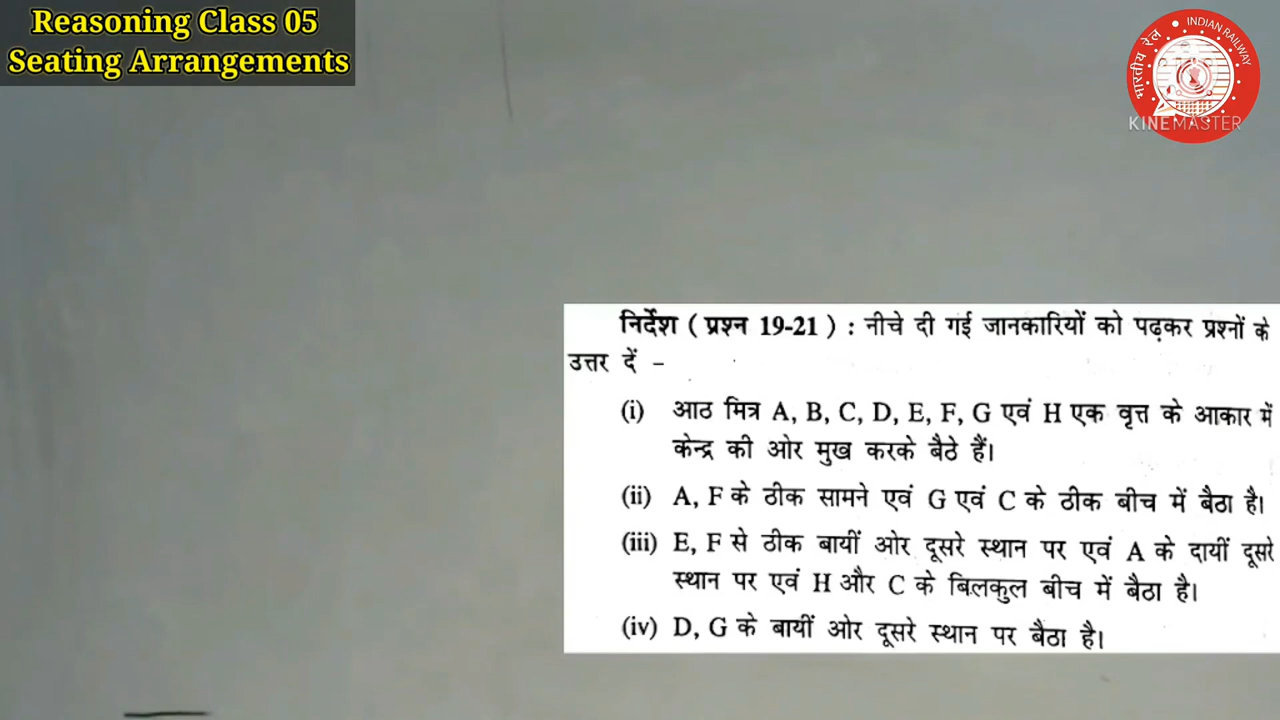 Reasoning Class 05
Seating Arrangements
भारतीय रेल
INDIAN RAILWAY
KINEMASTER
निर्देश ( प्रश्न 19-21 ) : नीचे दी गई जानकारियों को पढ़कर प्रश्नों के
उत्तर दें –
(i) आठ मित्र A, B, C, D, E, F, G एवं H एक वृत्त के आकार में
केन्द्र की ओर मुख करके बैठे हैं।
(ii) A, F के ठीक सामने एवं G एवं C के ठीक बीच में बैठा है।
(iii) E, F से ठीक बायीं ओर दूसरे स्थान पर एवं A के दायीं दूसरे
स्थान पर एवं H और C के बिलकुल बीच में बैठा है।
(iv) D, G के बायीं ओर दूसरे स्थान पर बैठा है।